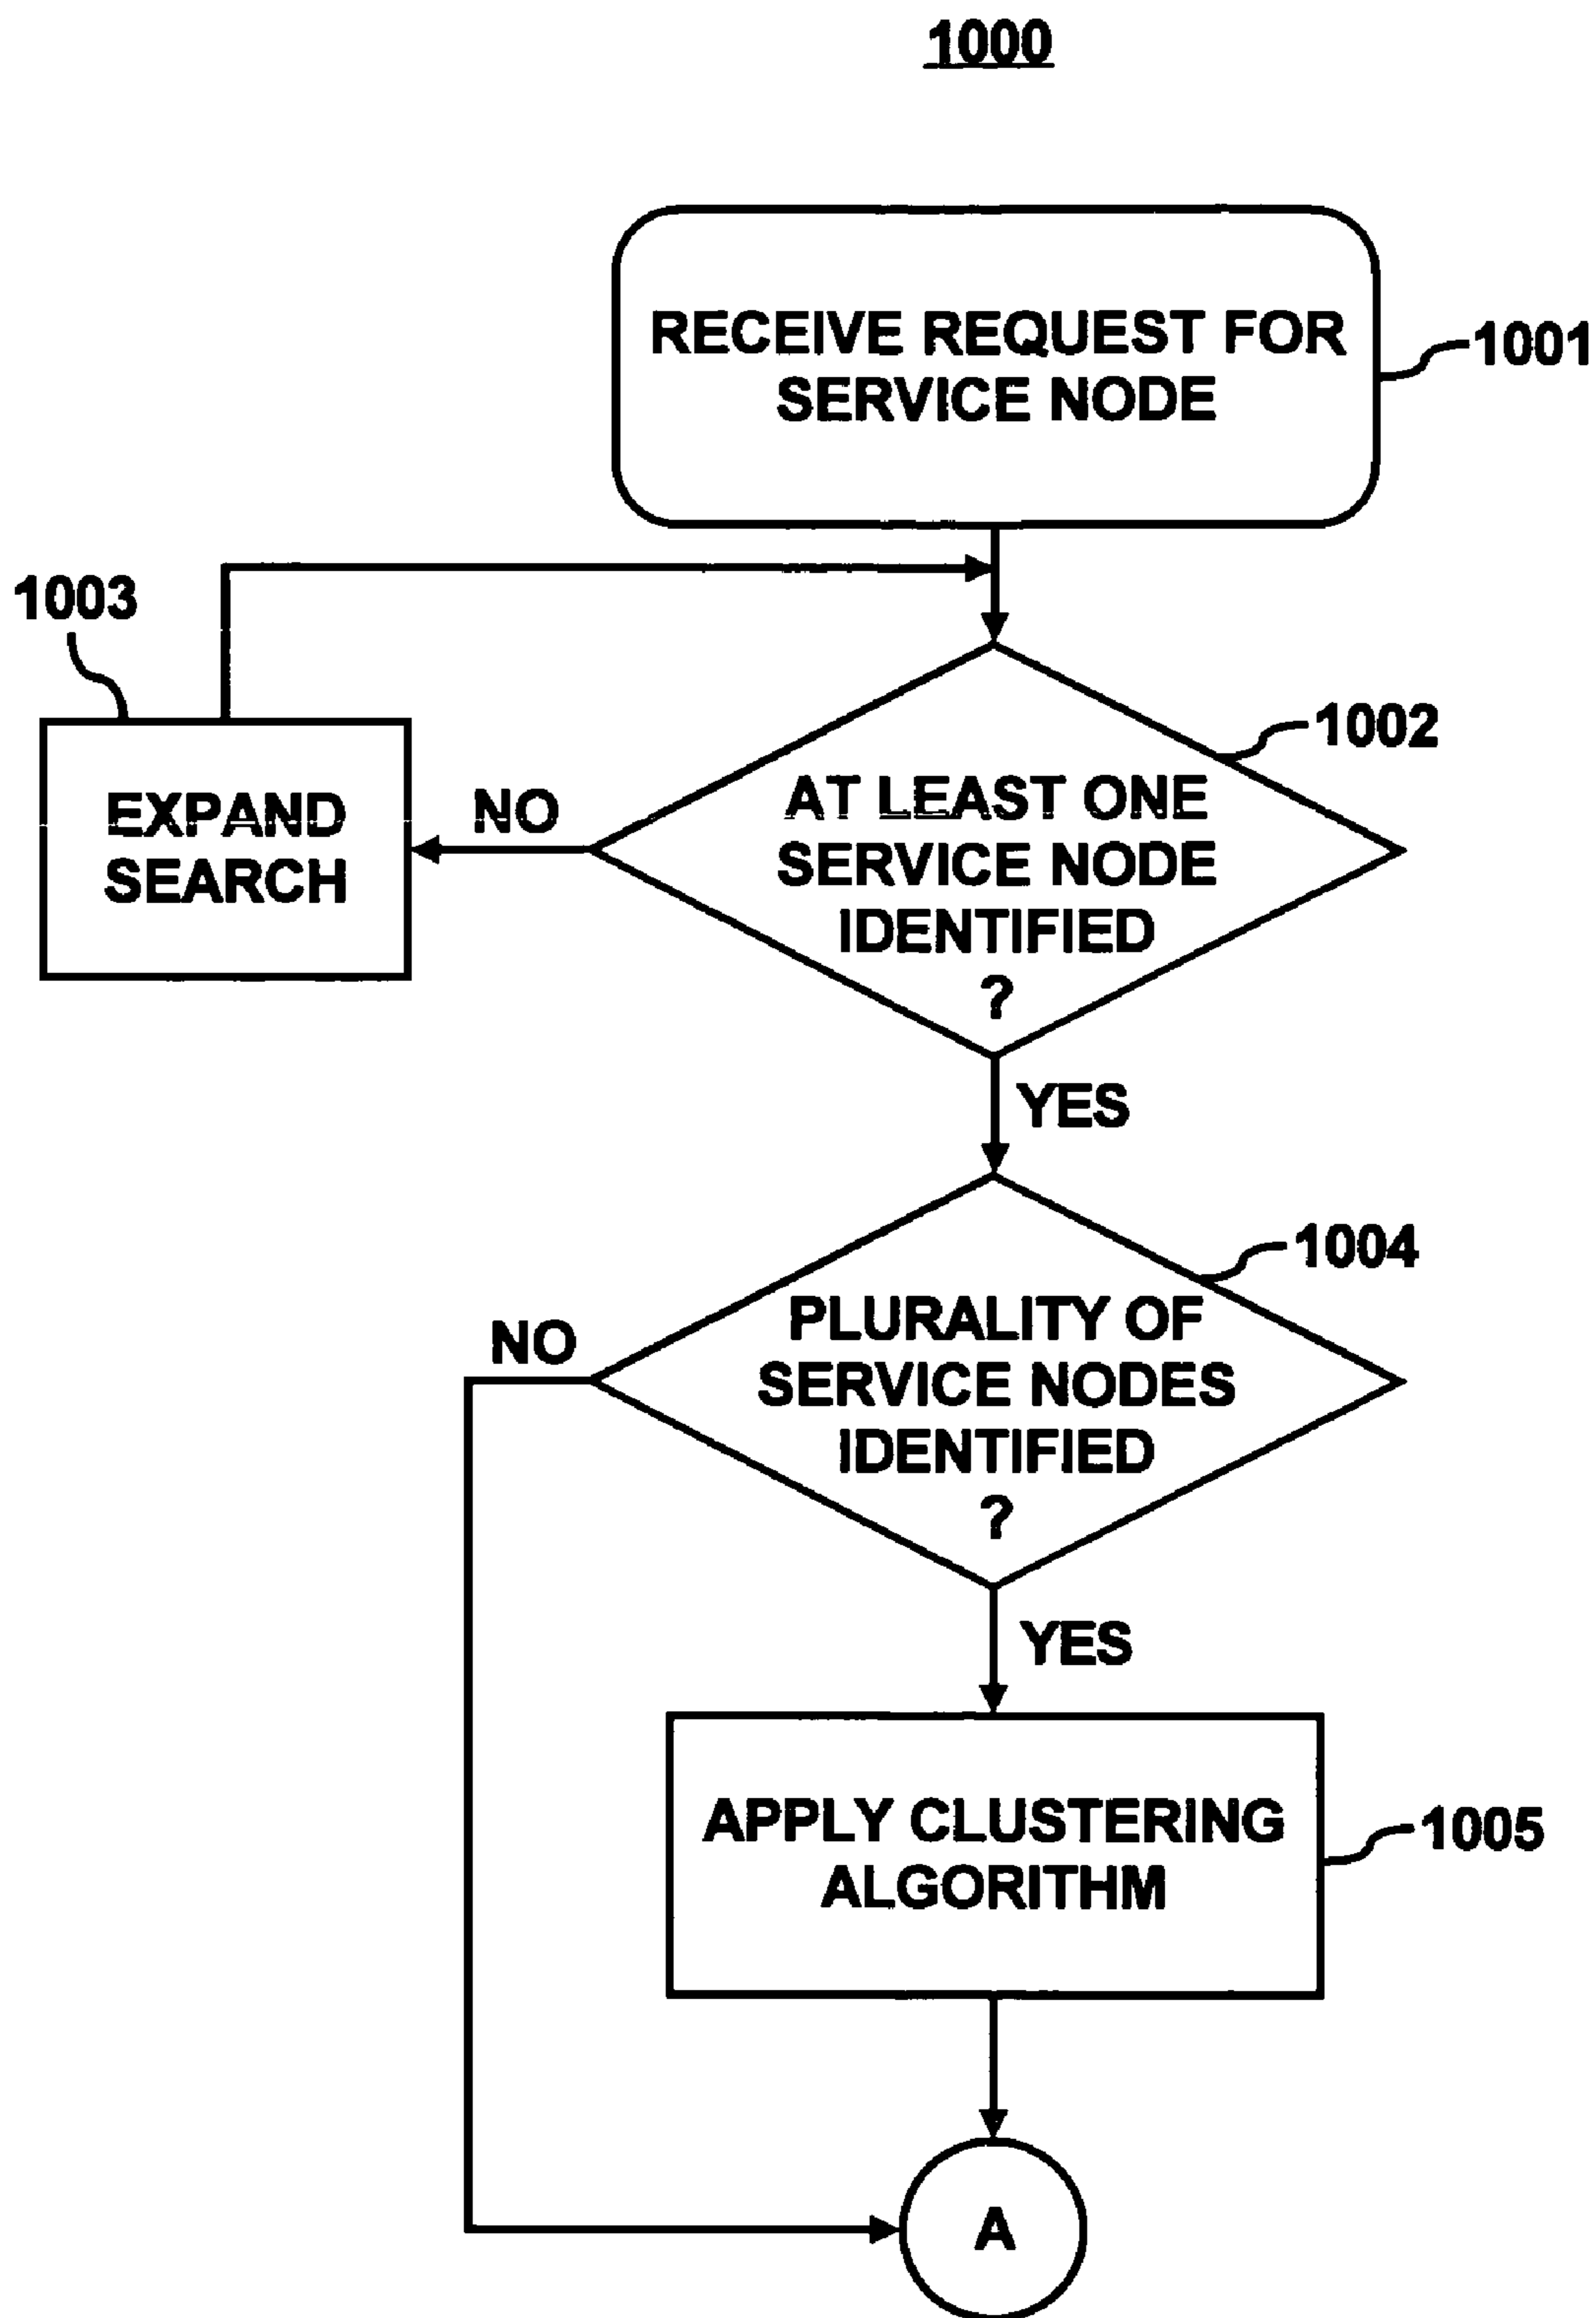 1000
RECEIVE REQUEST FOR
SERVICE NODE
1001
1003
1002
EXPAND
SEARCH
NO
AT LEAST ONE
SERVICE NODE
IDENTIFIED
?
YES
1004
NO
PLURALITY OF
SERVICE NODES
IDENTIFIED
?
YES
APPLY CLUSTERING
ALGORITHM
1005
A